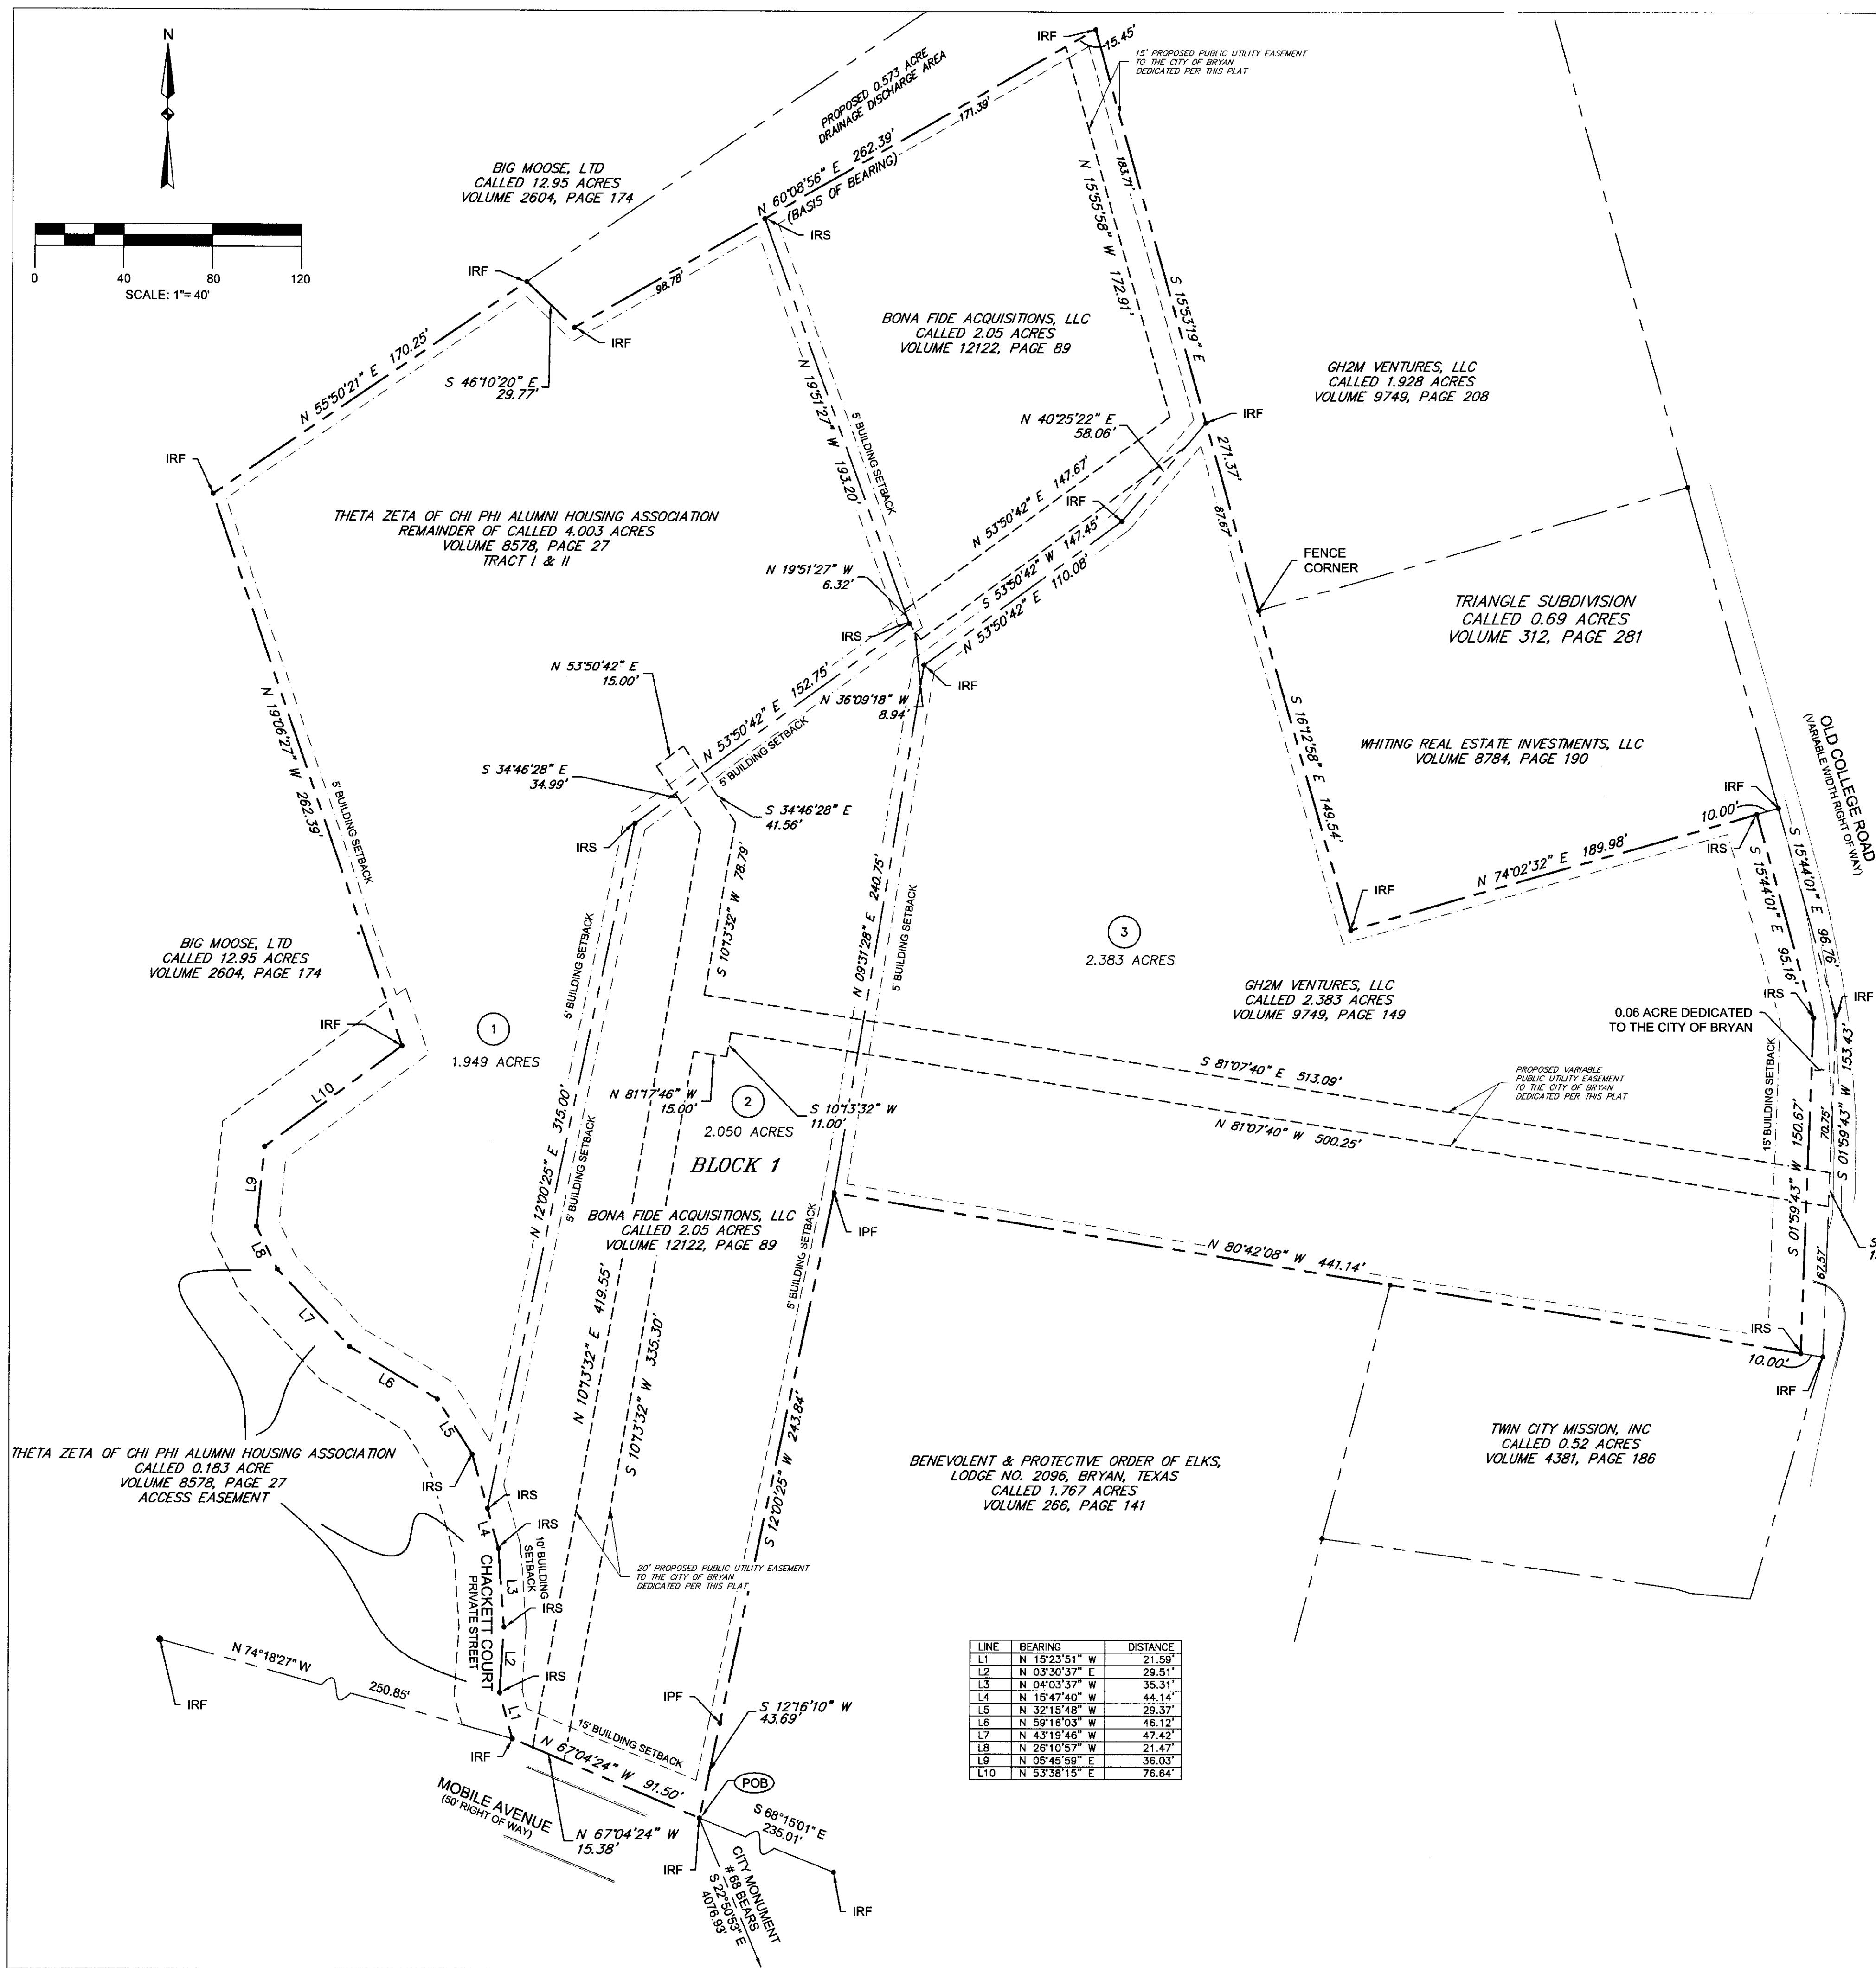 N
0
40
80
120
SCALE: 1"= 40'
IRF
15.45'
15' PROPOSED PUBLIC UTILITY EASEMENT
TO THE CITY OF BRYAN
DEDICATED PER THIS PLAT
PROPOSED 0.573 ACRE
DRAINAGE DISCHARGE AREA
171.39'
N 60°08'56" E 262.39'
(BASIS OF BEARING)
BIG MOOSE, LTD
CALLED 12.95 ACRES
VOLUME 2604, PAGE 174
183.71'
N 15°55'58" W 172.91'
IRS
IRF
98.78'
S 15°53'19" E
IRF
BONA FIDE ACQUISITIONS, LLC
CALLED 2.05 ACRES
VOLUME 12122, PAGE 89
N 55°50'21" E 170.25'
S 46°10'20" E
29.77'
N 19°51'27" W 193.20'
5' BUILDING SETBACK
GH2M VENTURES, LLC
CALLED 1.928 ACRES
VOLUME 9749, PAGE 208
N 40°25'22" E
58.06'
IRF
271.37'
IRF
N 53°50'42" E 147.67'
IRF
87.67'
THETA ZETA OF CHI PHI ALUMNI HOUSING ASSOCIATION
REMAINDER OF CALLED 4.003 ACRES
VOLUME 8578, PAGE 27
TRACT I & II
S 53°50'42" W 147.45'
N 53°50'42" E 110.08'
FENCE
CORNER
N 19°51'27" W
6.32'
TRIANGLE SUBDIVISION
CALLED 0.69 ACRES
VOLUME 312, PAGE 281
IRS
N 53°50'42" E
15.00'
N 53°50'42" E 152.75'
N 36°09'18" W
8.94'
IRF
5' BUILDING SETBACK
N 19°06'27" W 262.39'
5' BUILDING SETBACK
S 16°12'58" E 149.54'
WHITING REAL ESTATE INVESTMENTS, LLC
VOLUME 8784, PAGE 190
OLD COLLEGE ROAD
(VARIABLE WIDTH RIGHT OF WAY)
S 34°46'28" E
34.99'
S 34°46'28" E
41.56'
IRF
10.00'
IRS
IRS
N 74°02'32" E 189.98'
S 15°44'01" E 96.76'
S 15°44'01" E 95.16'
S 10°13'32" W 78.79'
N 09°31'28" E 240.75'
5' BUILDING SETBACK
IRF
BIG MOOSE, LTD
CALLED 12.95 ACRES
VOLUME 2604, PAGE 174
3
2.383 ACRES
5' BUILDING SETBACK
GH2M VENTURES, LLC
CALLED 2.383 ACRES
VOLUME 9749, PAGE 149
IRS
IRF
0.06 ACRE DEDICATED
TO THE CITY OF BRYAN
IRF
1
1.949 ACRES
S 81°07'40" E 513.09'
PROPOSED VARIABLE
PUBLIC UTILITY EASEMENT
TO THE CITY OF BRYAN
DEDICATED PER THIS PLAT
15' BUILDING SETBACK
S 01°59'43" W 153.43'
L10
N 81°17'46" W
15.00'
2
2.050 ACRES
S 10°13'32" W
11.00'
N 81°07'40" W 500.25'
70.75'
S 01°59'43" W 150.67'
BLOCK 1
N 12°00'25" E 315.00'
5' BUILDING SETBACK
L9
BONA FIDE ACQUISITIONS, LLC
CALLED 2.05 ACRES
VOLUME 12122, PAGE 89
5' BUILDING SETBACK
IPF
N 80°42'08" W 441.14'
67.57'
L8
L7
IRS
10.00'
IRF
N 10°13'32" E 419.55'
S 10°13'32" W 335.30'
S 12°00'25" W 243.84'
L6
L5
THETA ZETA OF CHI PHI ALUMNI HOUSING ASSOCIATION
CALLED 0.183 ACRE
VOLUME 8578, PAGE 27
ACCESS EASEMENT
BENEVOLENT & PROTECTIVE ORDER OF ELKS,
LODGE NO. 2096, BRYAN, TEXAS
CALLED 1.767 ACRES
VOLUME 266, PAGE 141
TWIN CITY MISSION, INC
CALLED 0.52 ACRES
VOLUME 4381, PAGE 186
IRS
IRS
L4
IRS
10' BUILDING
SETBACK
20' PROPOSED PUBLIC UTILITY EASEMENT
TO THE CITY OF BRYAN
DEDICATED PER THIS PLAT
CHACKETT COURT
PRIVATE STREET
L3
IRS
L2
IRS
L1
N 74°18'27" W
250.85'
IRF
IRF
15' BUILDING SETBACK
IPF
S 12°16'10" W
43.69'
N 67°04'24" W 91.50'
POB
MOBILE AVENUE
(50' RIGHT OF WAY)
N 67°04'24" W
15.38'
S 68°15'01" E
235.01'
IRF
IRF
CITY MONUMENT
# 68 BEARS
S 22°50'53" E
4076.93'
LINE BEARING DISTANCE
L1 N 15°23'51" W 21.59'
L2 N 03°30'37" E 29.51'
L3 N 04°03'37" W 35.31'
L4 N 15°47'40" W 44.14'
L5 N 32°15'48" W 29.37'
L6 N 59°16'03" W 46.12'
L7 N 43°19'46" W 47.42'
L8 N 26°10'57" W 21.47'
L9 N 05°45'59" E 36.03'
L10 N 53°38'15" E 76.64'